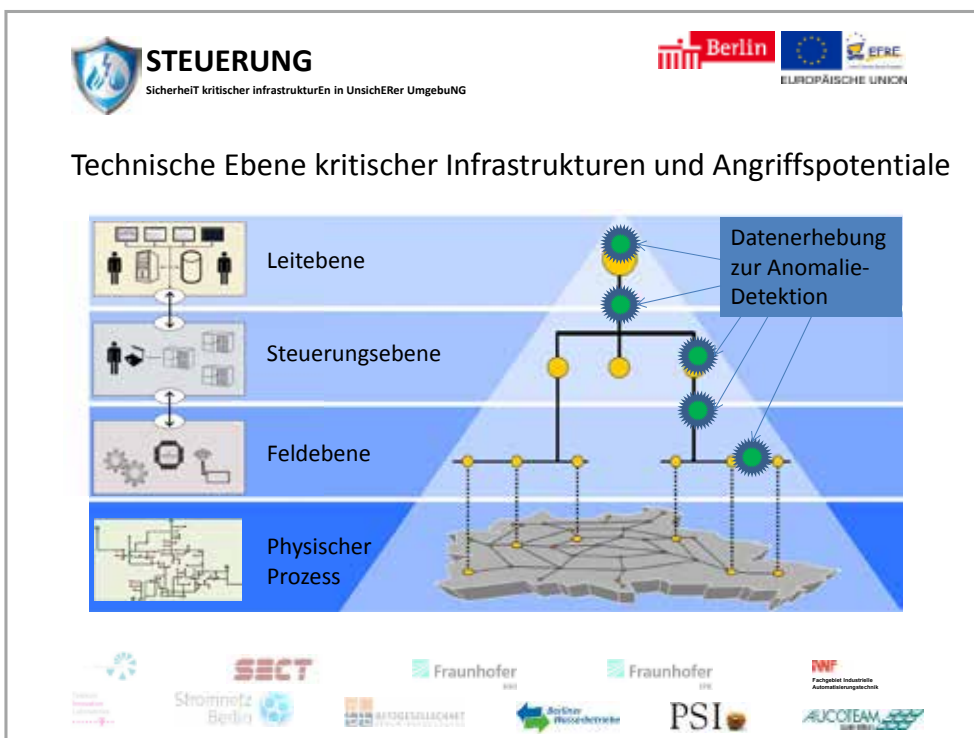 STEUERUNG
SicherheiT kritischer infrastrukturEn in UnsichERer UmgebuNG
Berlin
EFRE
EUROPÄISCHE UNION
Technische Ebene kritischer Infrastrukturen und Angriffspotentiale
Leitebene
Datenerhebung
zur Anomalie-
Detektion
Steuerungsebene
Feldebene
Physischer
Prozess
SECT
Fraunhofer
Fraunhofer
IWF
Fachgebiet Industrielle
Automatisierungstechnik
Stromnetz
Berlin
Berliner
Wasserbetriebe
PSI
AUCOTEAM